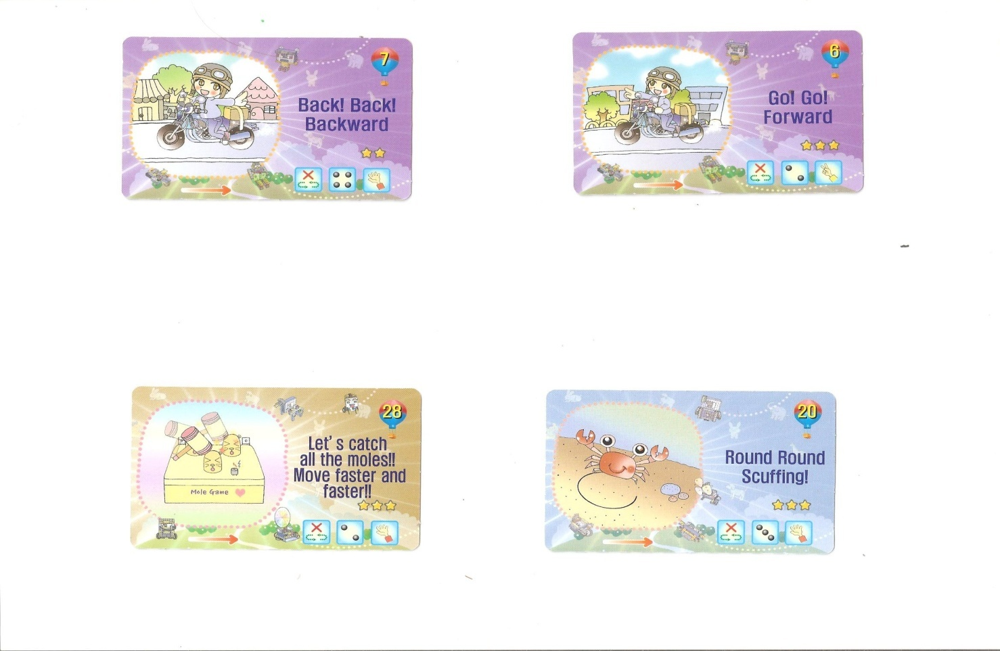 7
Back! Back!
Backward
6
Go! Go!
Forward
28
Let's catch
all the moles!!
Move faster and
faster!!
Mole Game
20
Round Round
Scuffing!